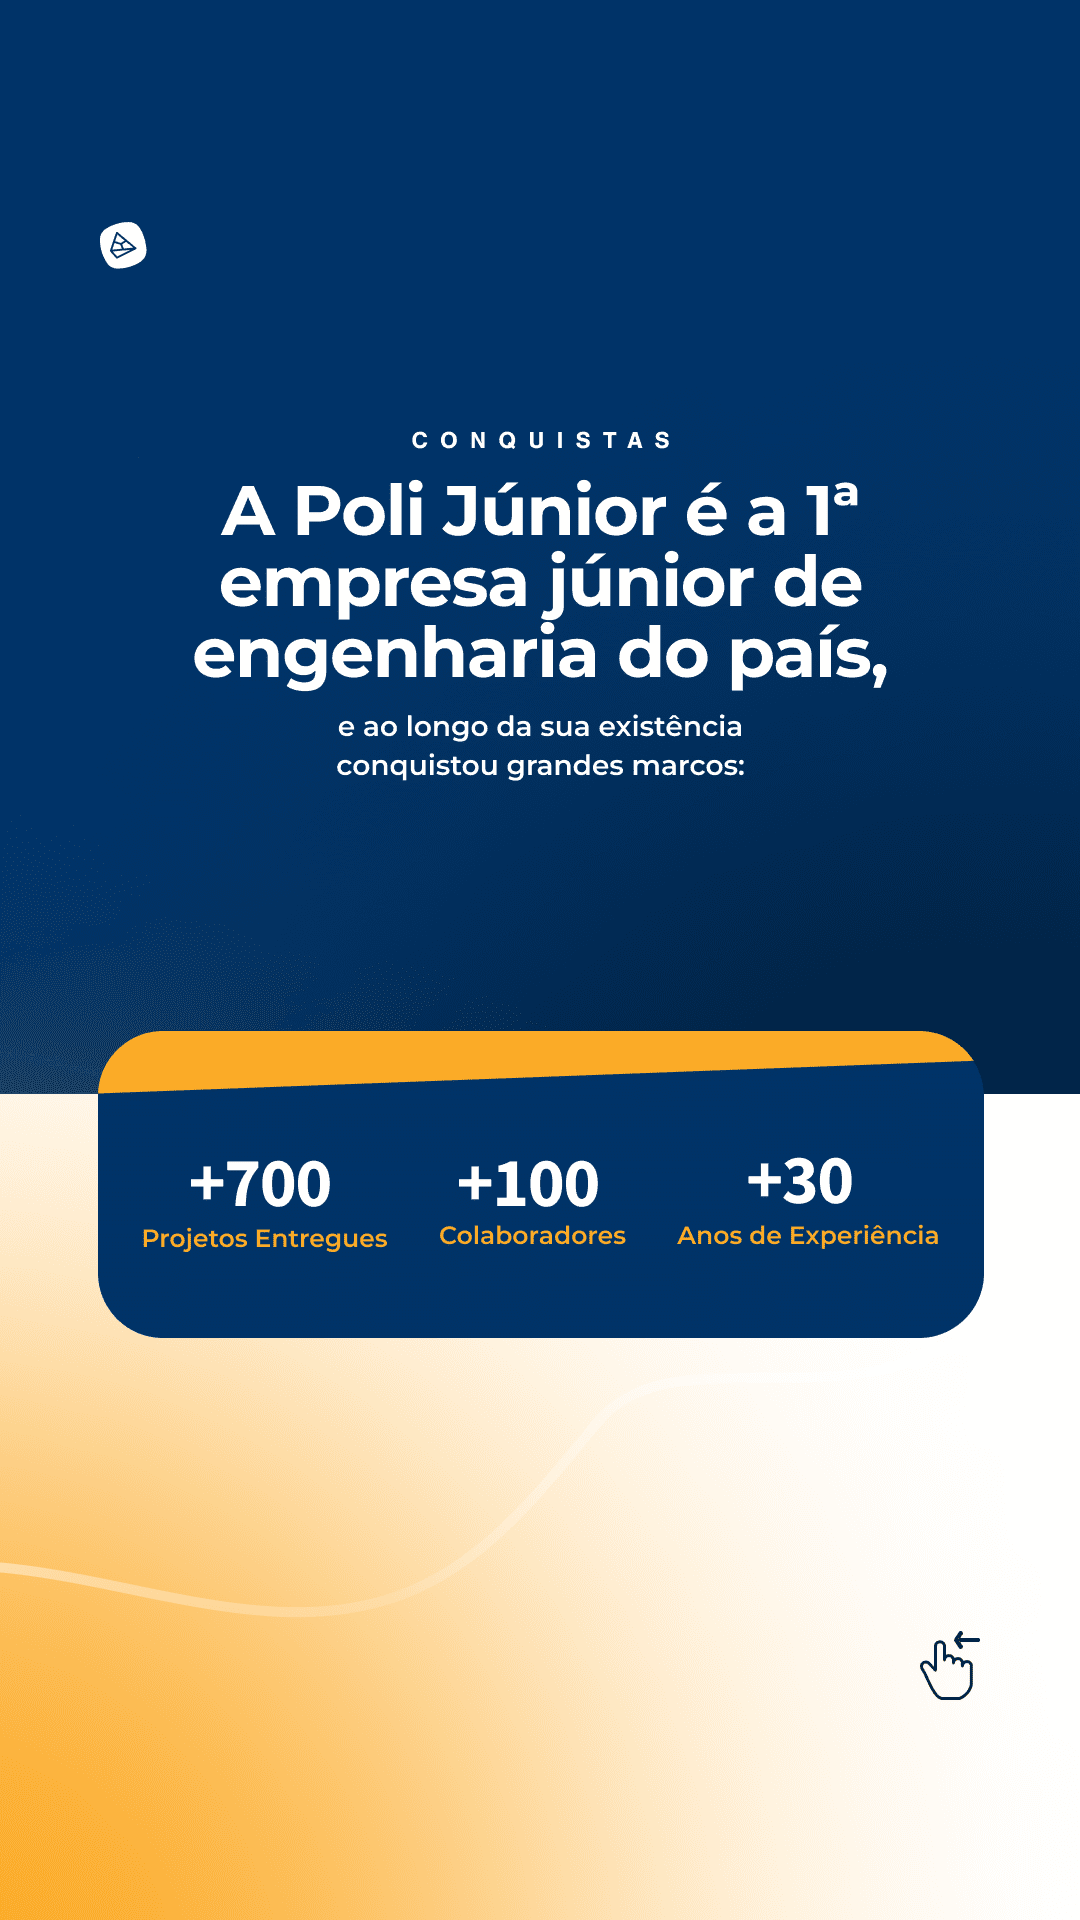 CONQUISTAS
A Poli Júnior é a 1ª
empresa júnior de
engenharia do país,
e ao longo da sua existência
conquistou grandes marcos:
+700
Projetos Entregues
+100
Colaboradores
+30
Anos de Experiência